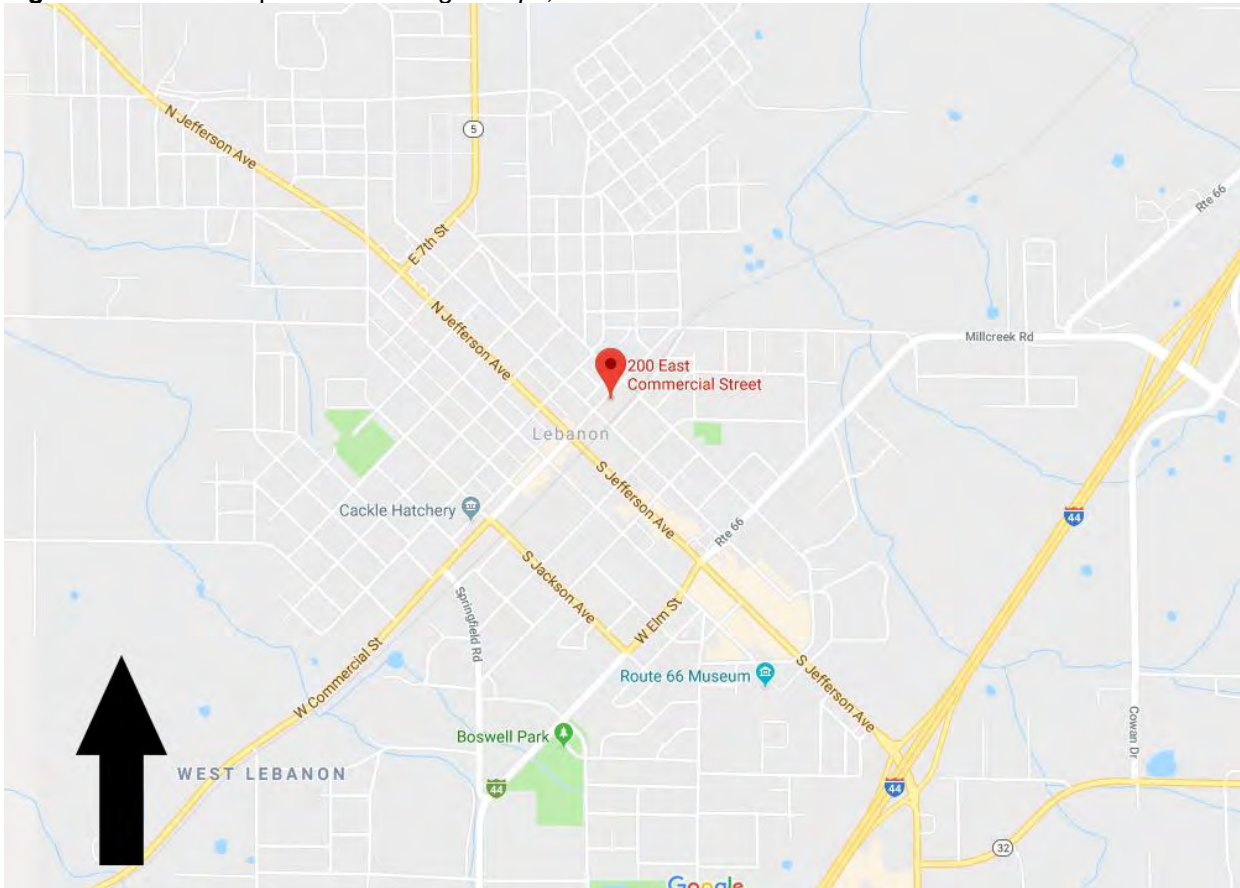 N Jefferson Ave
5
E 7th St
Rte 66
N Jefferson Ave
Millcreek Rd
200 East
Commercial Street
Lebanon
S Jefferson Ave
Cackle Hatchery
44
Rte 66
S Jackson Ave
Springfield Rd
W Elm St
W Commercial St
Route 66 Museum
S Jefferson Ave
Boswell Park
Cowan Dr
WEST LEBANON
44
44
32
Google